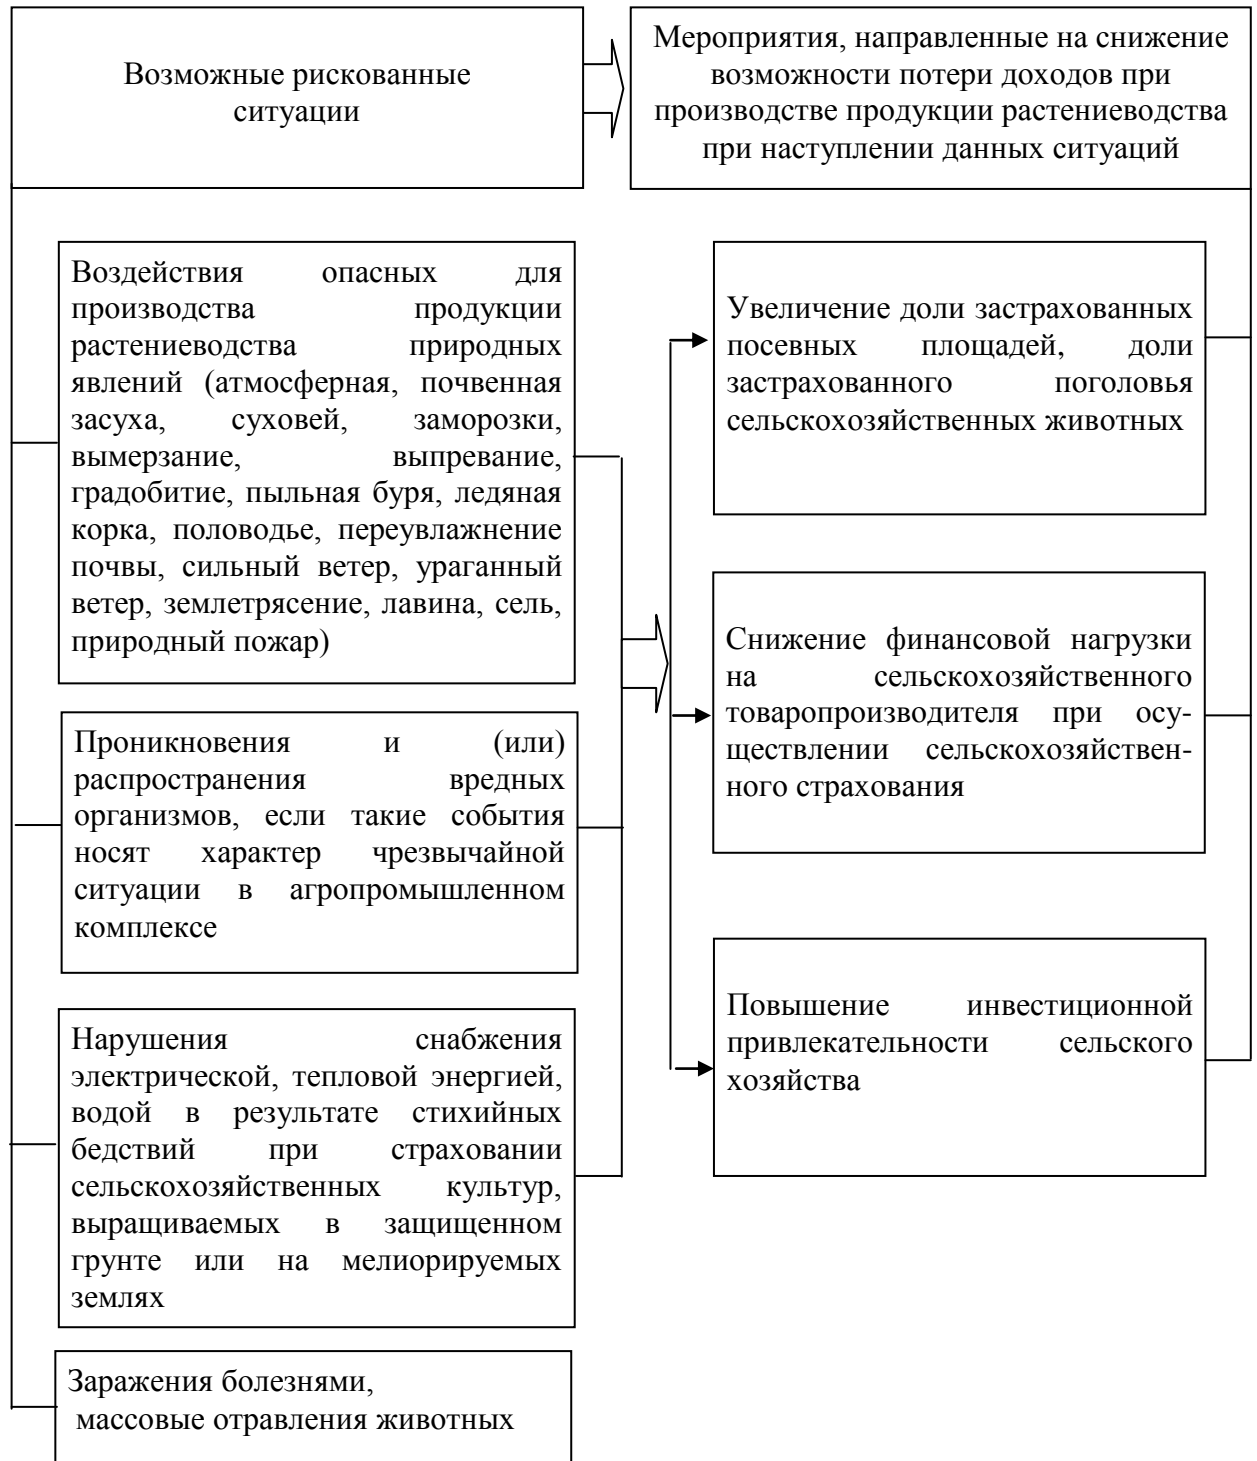 Возможные рискованные
ситуации
Мероприятия, направленные на снижение
возможности потери доходов при
производстве продукции растениеводства
при наступлении данных ситуаций
Воздействия опасных для
производства продукции
растениеводства природных
явлений (атмосферная, почвенная
засуха, суховей, заморозки,
вымерзание, выпревание,
градобитие, пыльная буря, ледяная
корка, половодье, переувлажнение
почвы, сильный ветер, ураганный
ветер, землетрясение, лавина, сель,
природный пожар)
Проникновения и (или)
распространения вредных
организмов, если такие события
носят характер чрезвычайной
ситуации в агропромышленном
комплексе
Нарушения снабжения
электрической, тепловой энергией,
водой в результате стихийных
бедствий при страховании
сельскохозяйственных культур,
выращиваемых в защищенном
грунте или на мелиорируемых
землях
Заражения болезнями,
массовые отравления животных
Увеличение доли застрахованных
посевных площадей, доли
застрахованного поголовья
сельскохозяйственных животных
Снижение финансовой нагрузки
на сельскохозяйственного
товаропроизводителя при осу-
ществлении сельскохозяйствен-
ного страхования
Повышение инвестиционной
привлекательности сельского
хозяйства